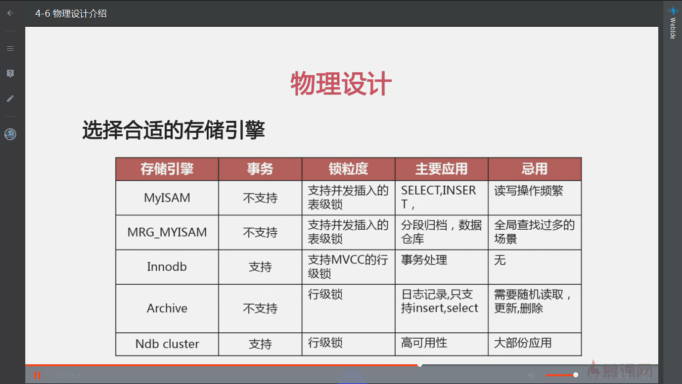 4-6 物理设计介绍
Webide
物理设计
选择合适的存储引擎
存储引擎 事务 锁粒度 主要应用 忌用
MyISAM 不支持 支持并发插入的表级锁 SELECT,INSERT， 读写操作频繁
MRG_MYISAM 不支持 支持并发插入的表级锁 分段归档，数据仓库 全局查找过多的场景
Innodb 支持 支持MVCC的行级锁 事务处理 无
Archive 不支持 行级锁 日志记录,只支持insert,select 需要随机读取，更新,删除
Ndb cluster 支持 行级锁 高可用性 大部份应用
慕课网